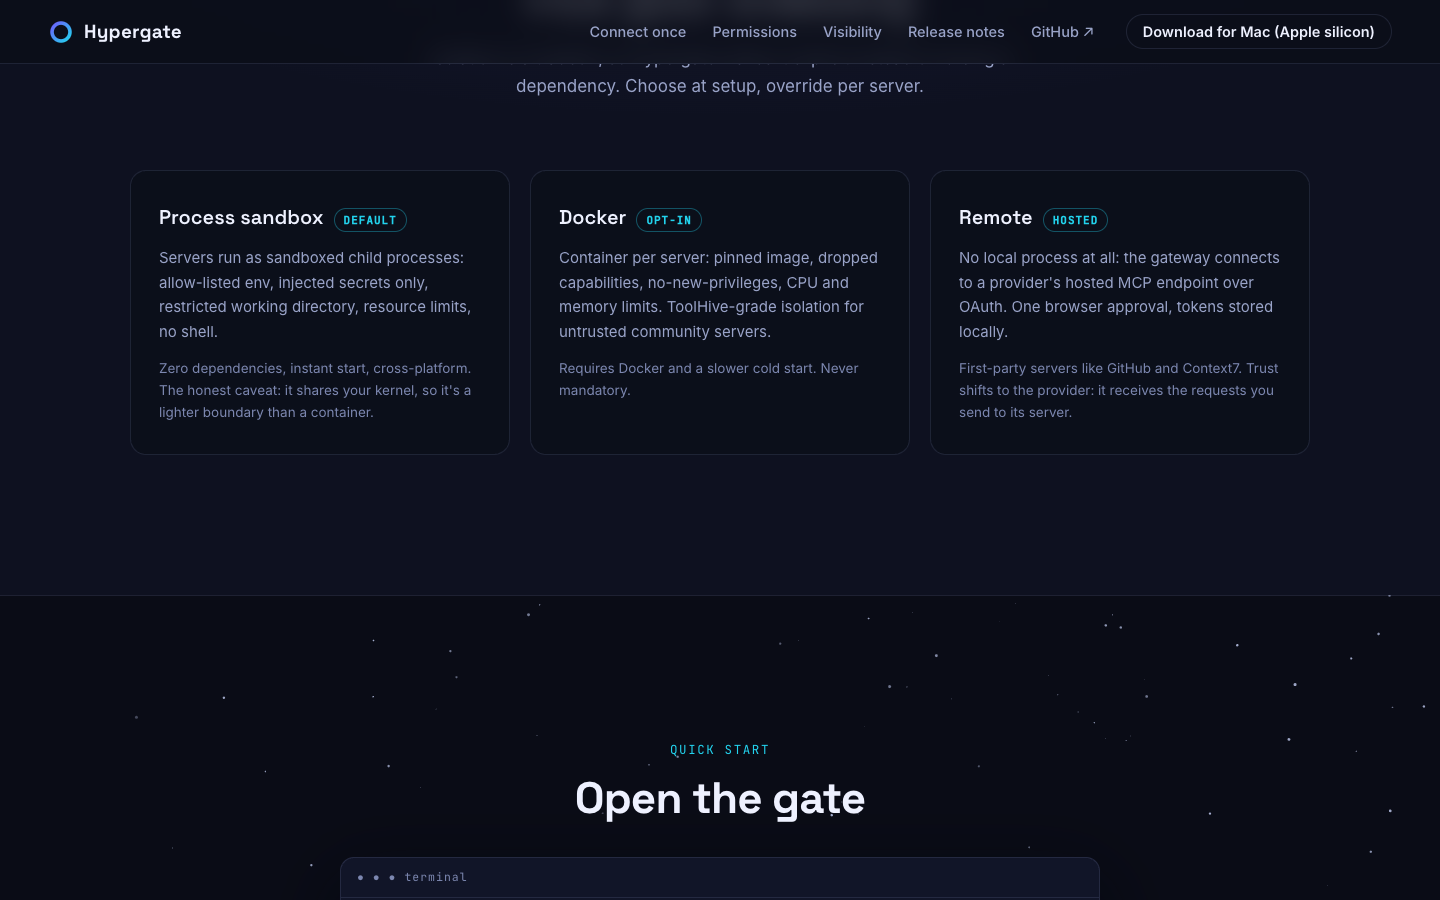 Hypergate
Connect once
Permissions
Visibility
Release notes
GitHub ↗
Download for Mac (Apple silicon)
dependency. Choose at setup, override per server.
Process sandbox
DEFAULT
Servers run as sandboxed child processes:
allow-listed env, injected secrets only,
restricted working directory, resource limits,
no shell.
Zero dependencies, instant start, cross-platform.
The honest caveat: it shares your kernel, so it's a
lighter boundary than a container.
Docker
OPT-IN
Container per server: pinned image, dropped
capabilities, no-new-privileges, CPU and
memory limits. ToolHive-grade isolation for
untrusted community servers.
Requires Docker and a slower cold start. Never
mandatory.
Remote
HOSTED
No local process at all: the gateway connects
to a provider's hosted MCP endpoint over
OAuth. One browser approval, tokens stored
locally.
First-party servers like GitHub and Context7. Trust
shifts to the provider: it receives the requests you
send to its server.
QUICK START
Open the gate
terminal